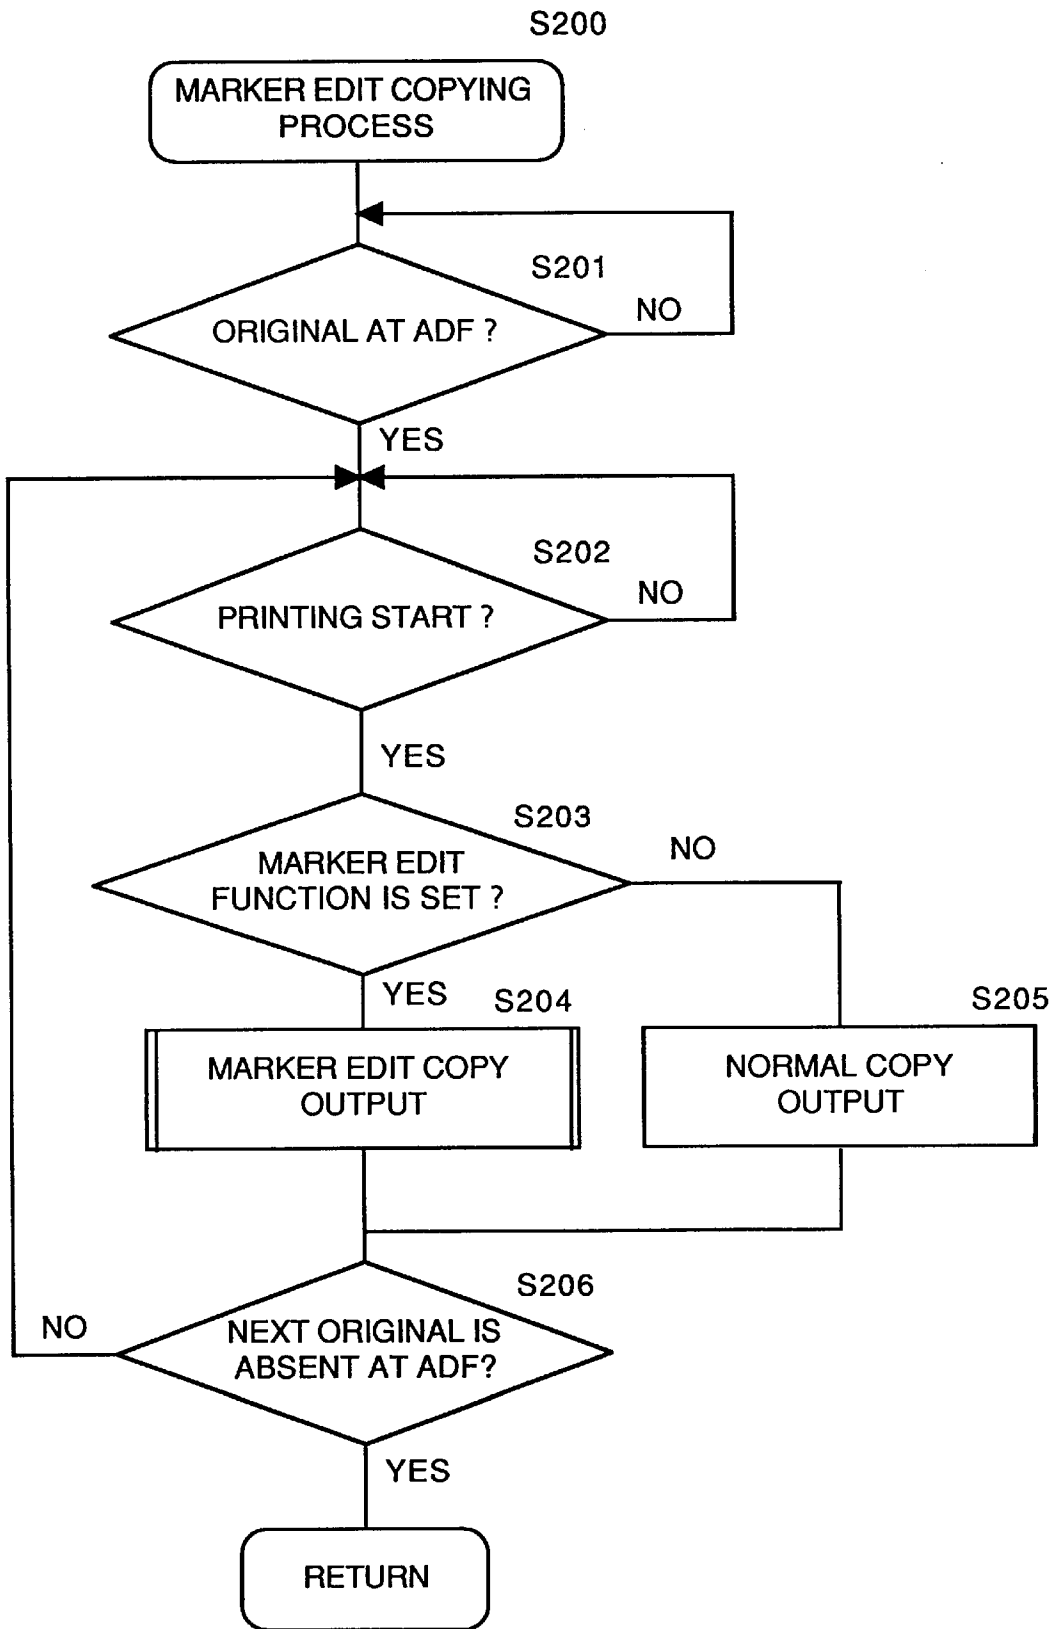 S200
MARKER EDIT COPYING
PROCESS
S201
ORIGINAL AT ADF ?
NO
YES
S202
PRINTING START ?
NO
YES
S203
MARKER EDIT
FUNCTION IS SET ?
NO
YES
S204
MARKER EDIT COPY
OUTPUT
S205
NORMAL COPY
OUTPUT
S206
NEXT ORIGINAL IS
ABSENT AT ADF?
NO
YES
RETURN